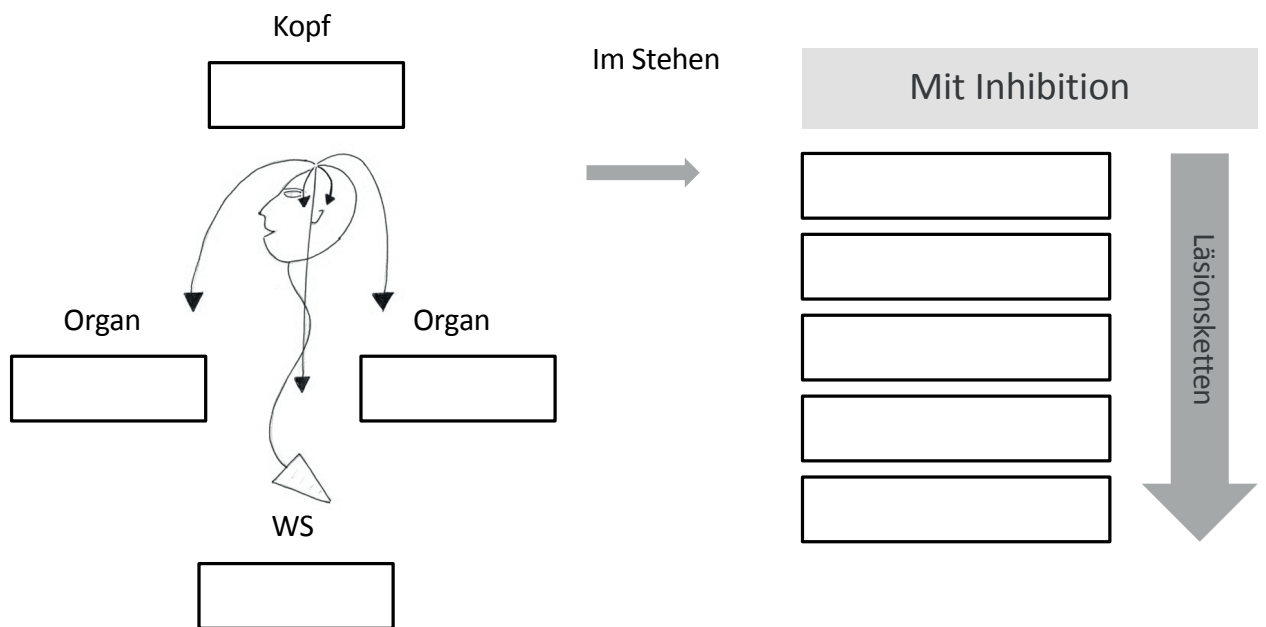 Kopf
Im Stehen
Mit Inhibition
Organ
Organ
WS
Läsionsketten